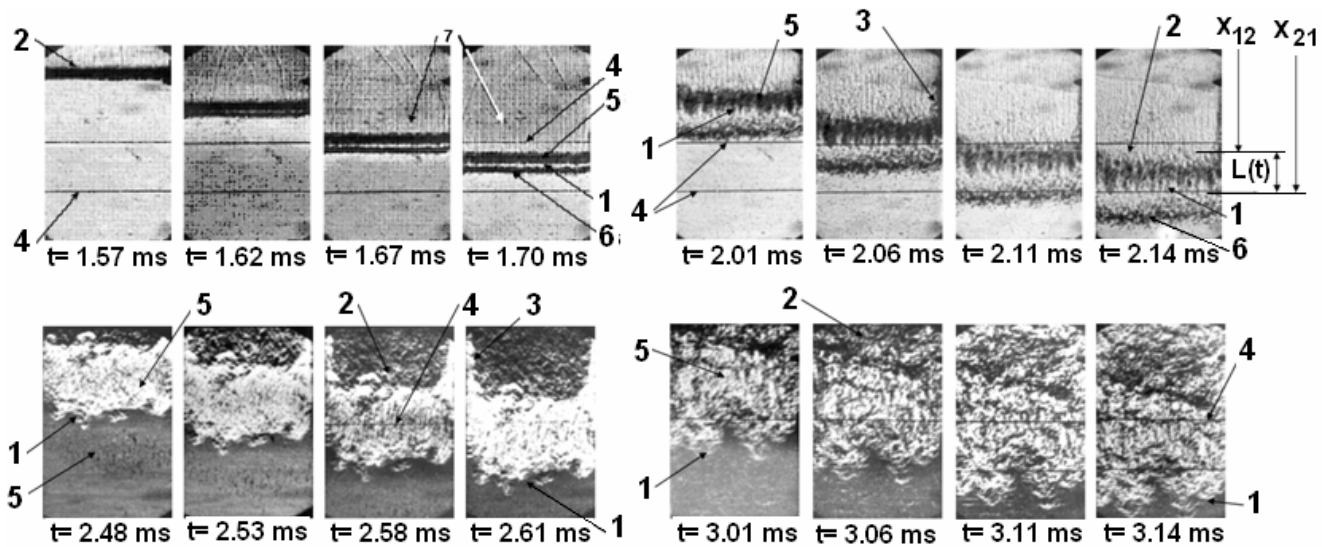 2 7 4 5 1 6 4
5 3 2 X12 X21
1 4 L(t) 1 6
t= 1.57 ms t= 1.62 ms t= 1.67 ms t= 1.70 ms t= 2.01 ms t= 2.06 ms t= 2.11 ms t= 2.14 ms
5 2 4 3 1 5 1
2 5 4 1 1
t= 2.48 ms t= 2.53 ms t= 2.58 ms t= 2.61 ms t= 3.01 ms t= 3.06 ms t= 3.11 ms t= 3.14 ms